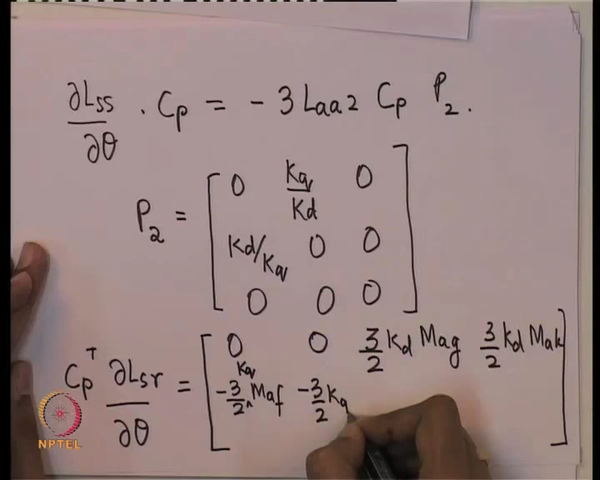 ∂Lss/∂θ . Cp = - 3 Laa2 Cp P2.
P2 = [ 0 Kq/Kd 0
Kd/Kq 0 0
0 0 0 ]
Cp^T ∂Lsr/∂θ = [ 0 0 3/2 Kd Mag 3/2 Kd Mak
-3/2 Kq Maf -3/2 Kq ]
NPTEL